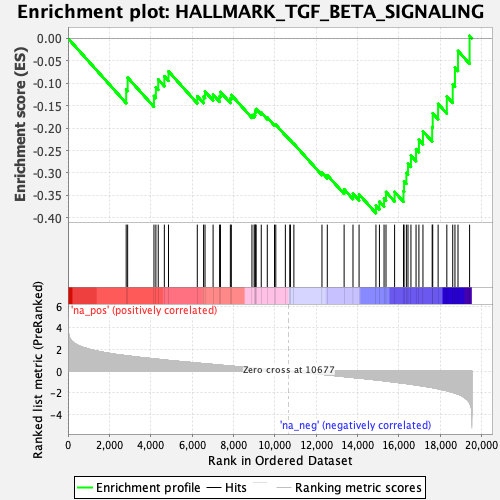 Enrichment plot: HALLMARK_TGF_BETA_SIGNALING
Enrichment score (ES)
0.00
-0.05
-0.10
-0.15
-0.20
-0.25
-0.30
-0.35
-0.40
'na_pos' (positively correlated)
Ranked list metric (PreRanked)
6
4
2
0
-2
-4
Zero cross at 10677
'na_neg' (negatively correlated)
0 2,000 4,000 6,000 8,000 10,000 12,000 14,000 16,000 18,000 20,000
Rank in Ordered Dataset
Enrichment profile Hits Ranking metric scores